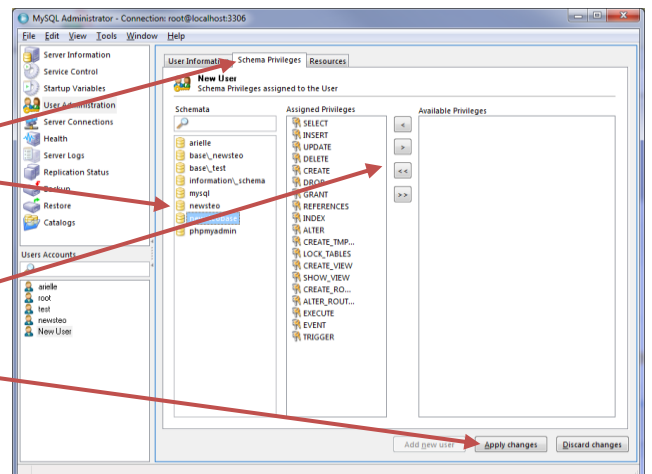 MySQL Administrator - Connection: root@localhost:3306
File Edit View Tools Window Help
Server Information
Service Control
Startup Variables
User Administration
Server Connections
Health
Server Logs
Replication Status
Backup
Restore
Catalogs
Users Accounts
arielle
root
test
newsteo
New User
User Information Schema Privileges Resources
New User
Schema Privileges assigned to the User
Schemata
arielle
base\_newsteo
base\_test
information\_schema
mysql
newsteo
phpmyadmin
Assigned Privileges
SELECT
INSERT
UPDATE
DELETE
CREATE
DROP
GRANT
REFERENCES
INDEX
ALTER
CREATE_TMP...
LOCK_TABLES
CREATE_VIEW
SHOW_VIEW
CREATE_RO...
ALTER_ROUT...
EXECUTE
EVENT
TRIGGER
<
>
<<
>>
Available Privileges
Add new user Apply changes Discard changes